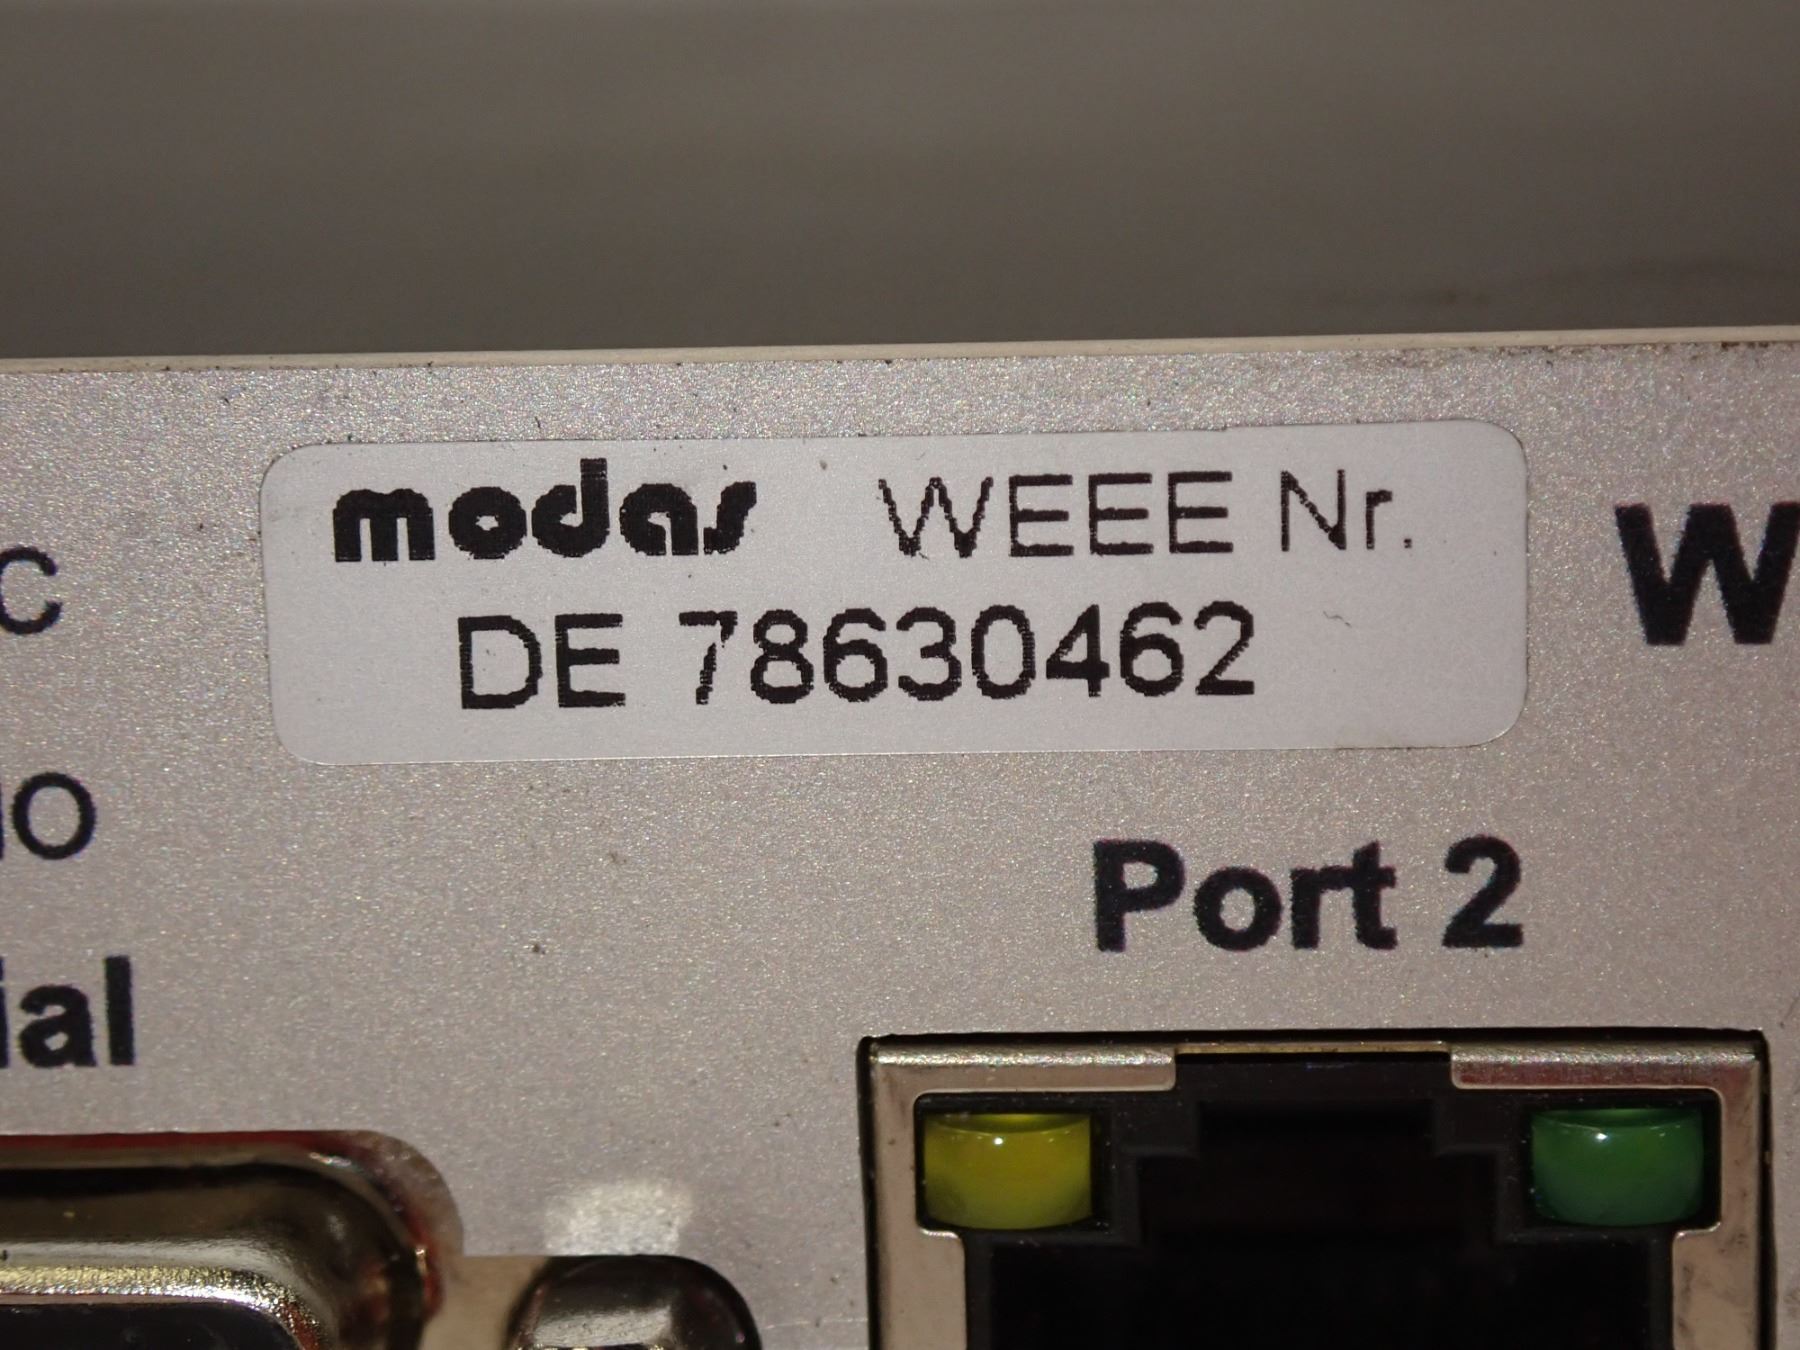 modas WEEE Nr.
DE 78630462
Port 2